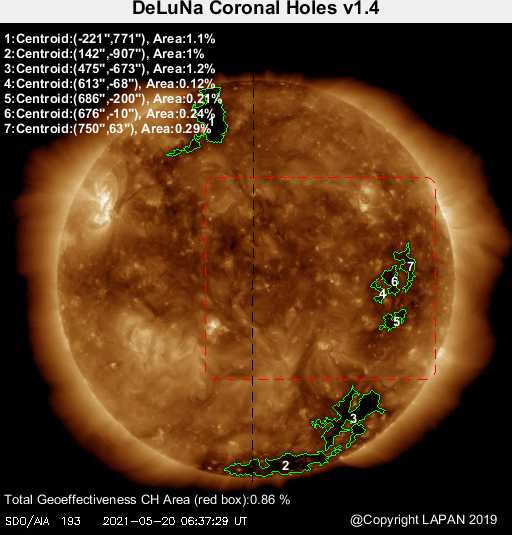 DeLuNa Coronal Holes v1.4
1:Centroid:(-221",771"), Area:1.1%
2:Centroid:(142",-907"), Area:1%
3:Centroid:(475",-673"), Area:1.2%
4:Centroid:(613",-68"), Area:0.12%
5:Centroid:(686",-200"), Area:0.21%
6:Centroid:(676",-10"), Area:0.24%
7:Centroid:(750",63"), Area:0.29%
1
7
6
4
5
3
2
Total Geoeffectiveness CH Area (red box):0.86 %
SDO/AIA 193 2021-05-20 06:37:29 UT
@Copyright LAPAN 2019